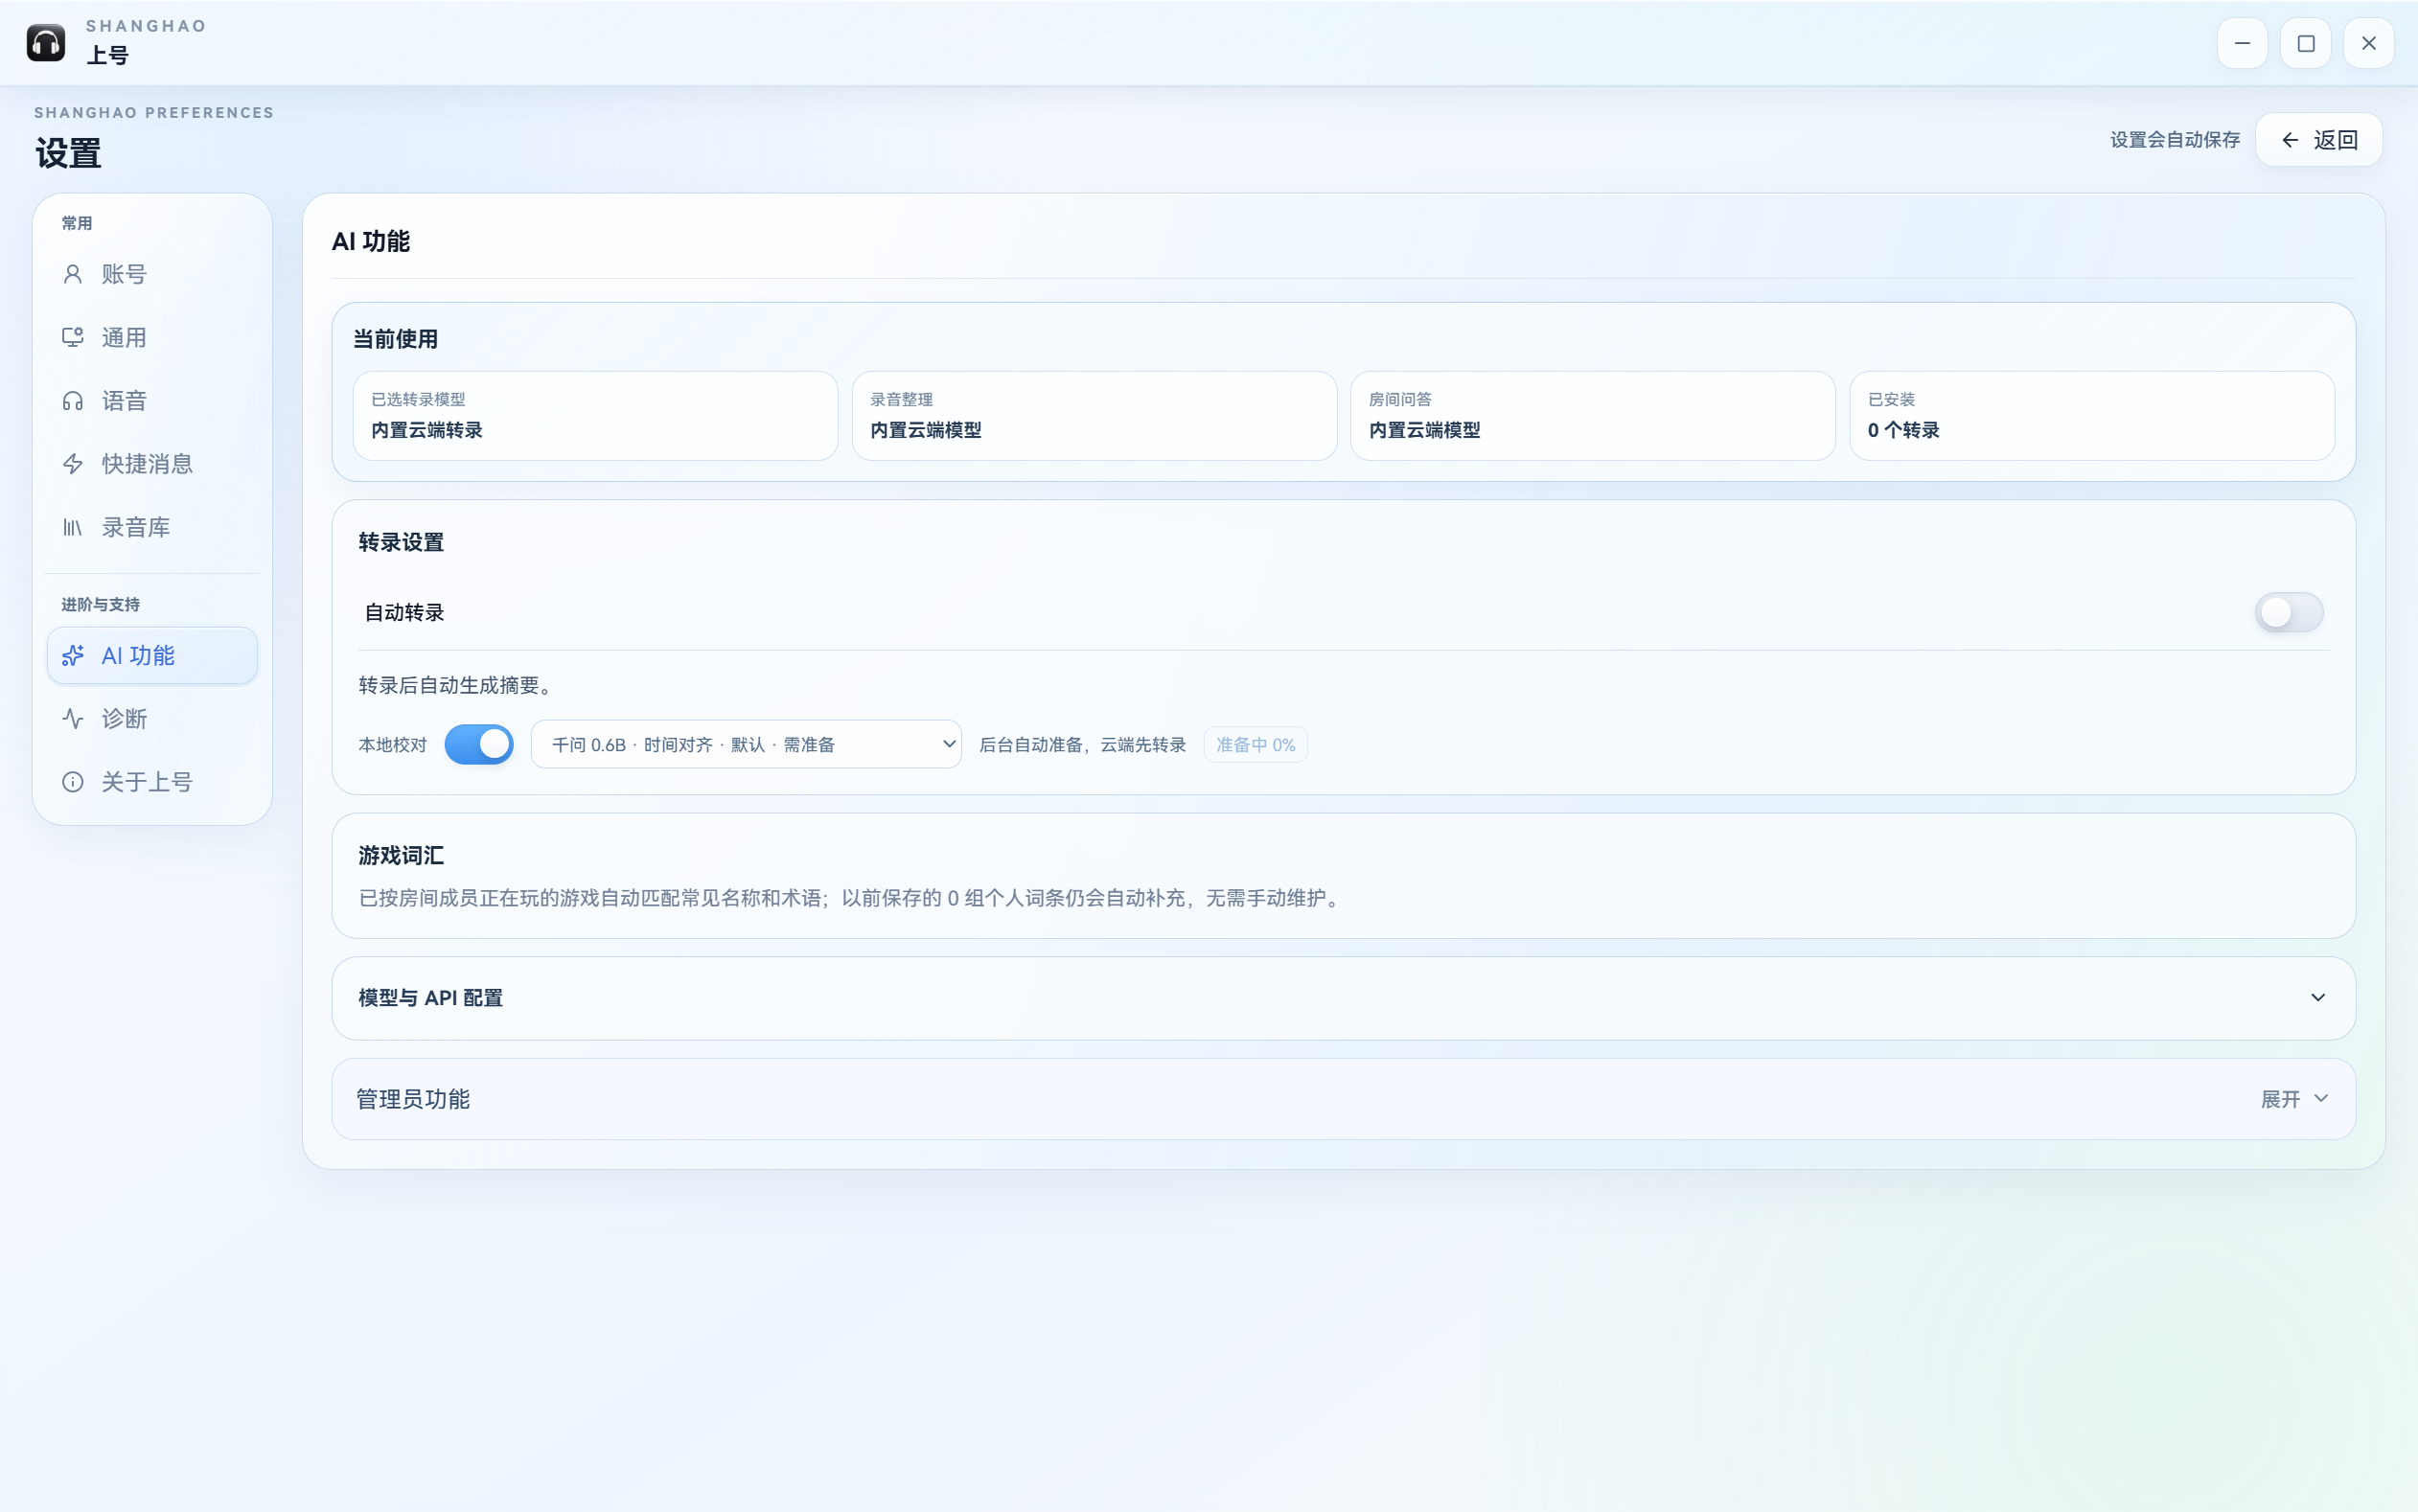 SHANGHAO
上号
SHANGHAO PREFERENCES
设置
设置会自动保存
返回
常用
账号
通用
语音
快捷消息
录音库
进阶与支持
AI 功能
诊断
关于上号
AI 功能
当前使用
已选转录模型
内置云端转录
录音整理
内置云端模型
房间问答
内置云端模型
已安装
0 个转录
转录设置
自动转录
转录后自动生成摘要。
本地校对
千问 0.6B · 时间对齐 · 默认 · 需准备
后台自动准备，云端先转录
准备中 0%
游戏词汇
已按房间成员正在玩的游戏自动匹配常见名称和术语；以前保存的 0 组个人词条仍会自动补充，无需手动维护。
模型与 API 配置
管理员功能
展开